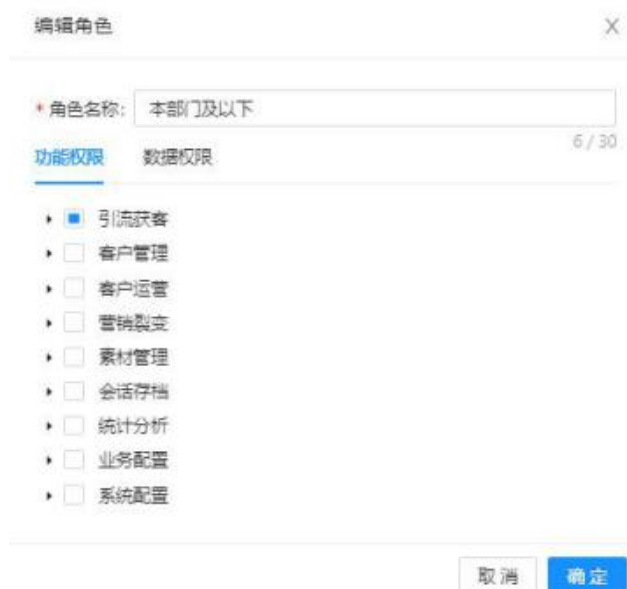 编辑角色
* 角色名称: 本部门及以下
6 / 30
功能权限 数据权限
引流获客
客户管理
客户运营
营销裂变
素材管理
会话存档
统计分析
业务配置
系统配置
取消 确定